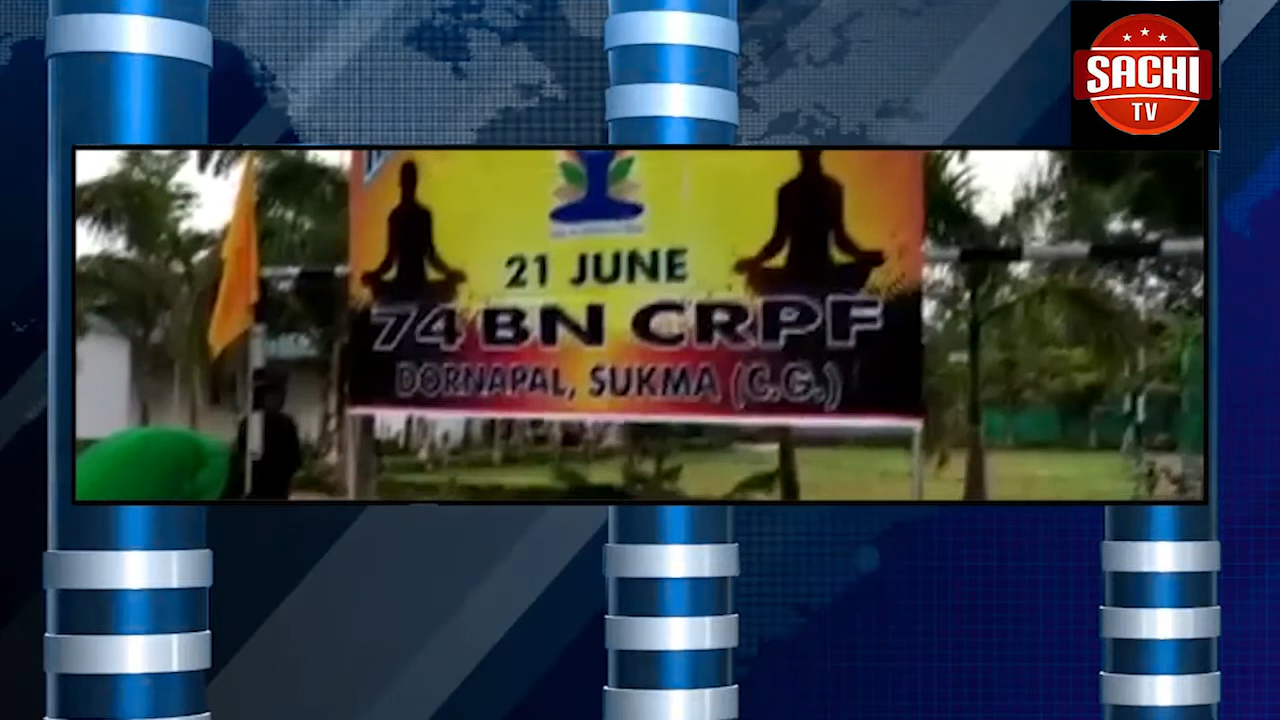 SACHI
TV
21 JUNE
74 BN CRPF
DORNAPAL, SUKMA (C.G.)